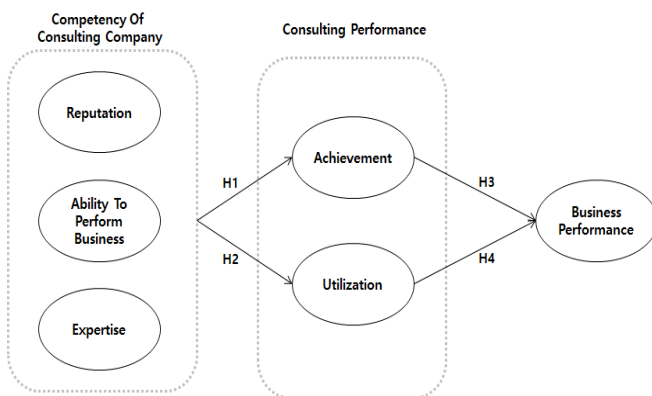 Competency Of
Consulting Company
Consulting Performance
Reputation
Ability To
Perform
Business
Expertise
H1
H2
Achievement
Utilization
H3
H4
Business
Performance